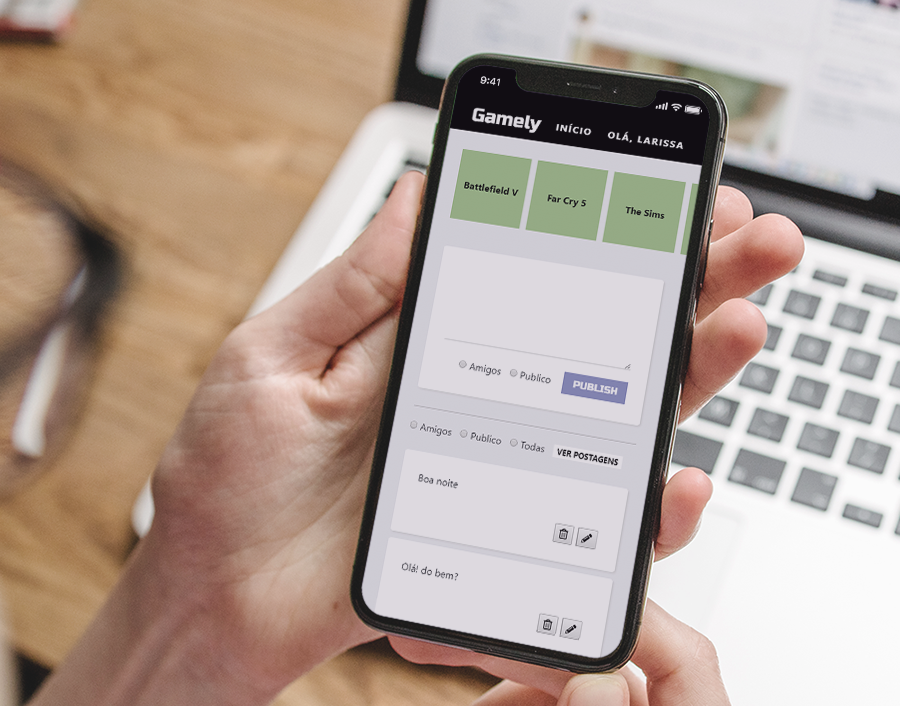 9:41
Gamely INÍCIO OLÁ, LARISSA
Battlefield V Far Cry 5 The Sims
Amigos Publico PUBLISH
Amigos Publico Todas VER POSTAGENS
Boa noite
Olá! do bem?